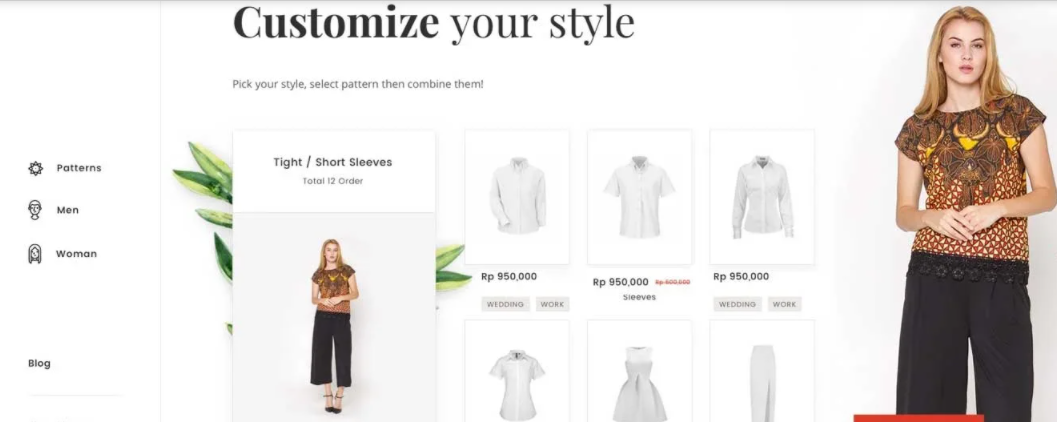 Customize your style
Pick your style, select pattern then combine them!
Patterns
Men
Woman
Blog
Tight / Short Sleeves
Total 12 Order
Rp 950,000
WEDDING WORK
Rp 950,000 Rp 900,000
Sleeves
Rp 950,000
WEDDING WORK